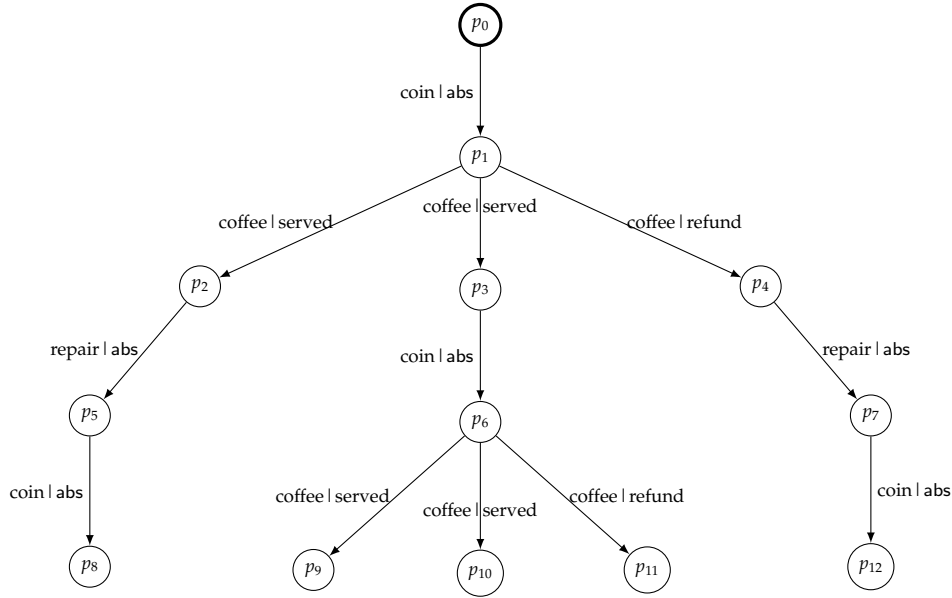 p0
coin | abs
p1
coffee | served
coffee | served
coffee | refund
p2
p3
p4
repair | abs
coin | abs
repair | abs
p5
p6
p7
coin | abs
coffee | served
coffee | served
coffee | refund
coin | abs
p8
p9
p10
p11
p12